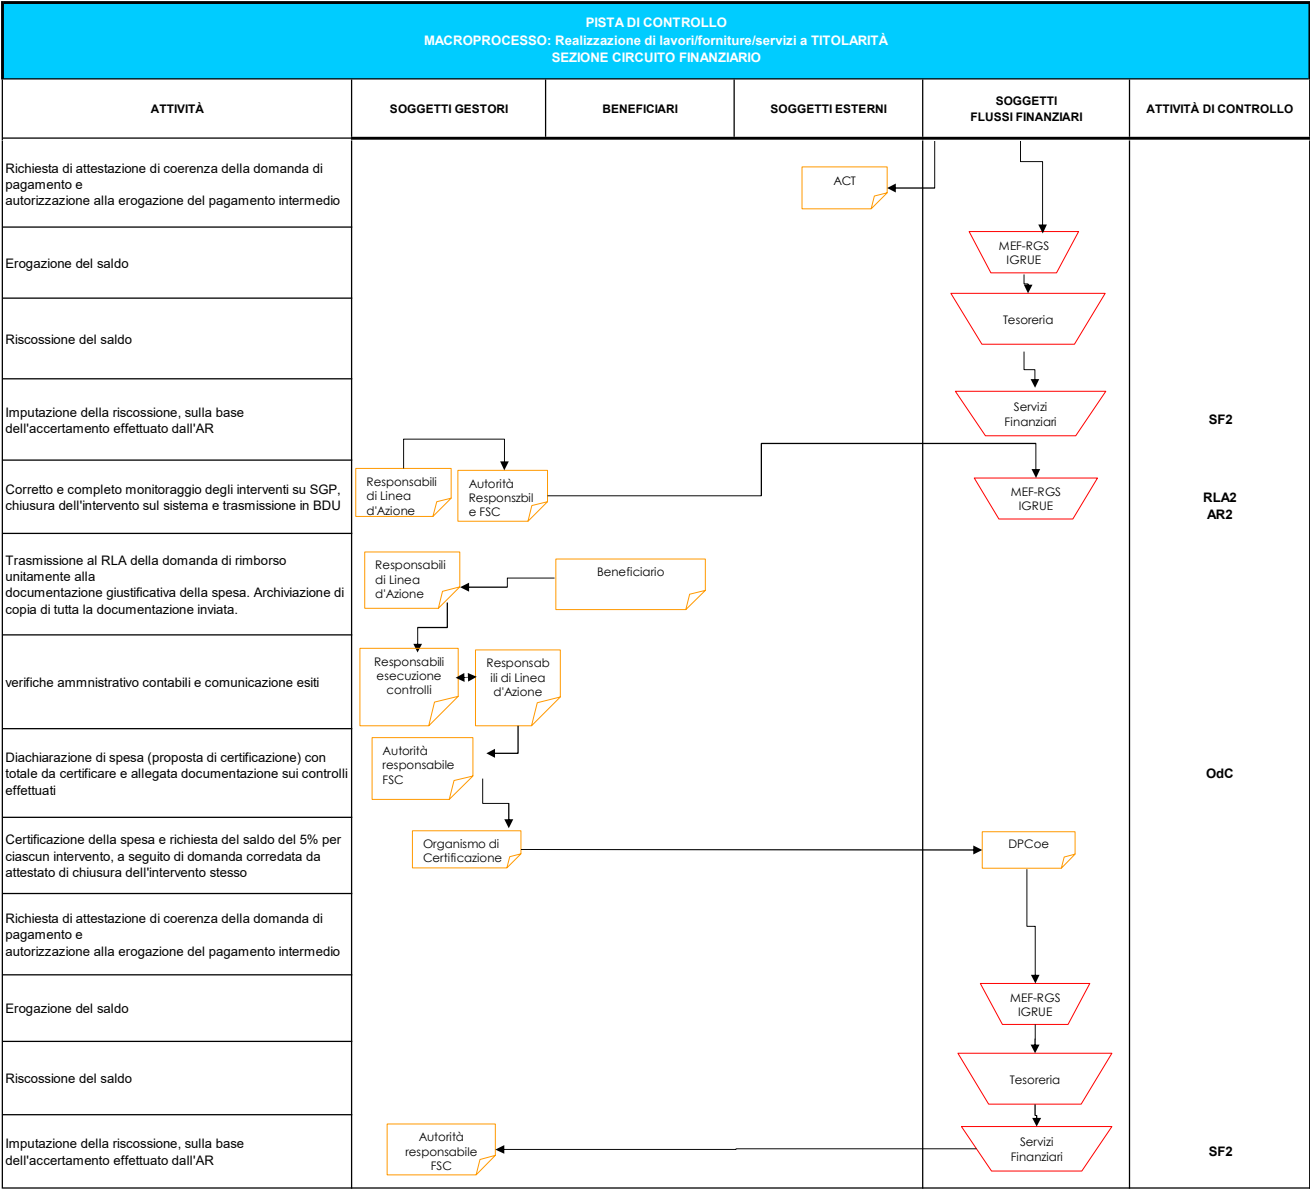 PISTA DI CONTROLLO
MACROPROCESSO: Realizzazione di lavori/forniture/servizi a TITOLARITÀ
SEZIONE CIRCUITO FINANZIARIO
ATTIVITÀ
SOGGETTI GESTORI
BENEFICIARI
SOGGETTI ESTERNI
SOGGETTI
FLUSSI FINANZIARI
ATTIVITÀ DI CONTROLLO
Richiesta di attestazione di coerenza della domanda di
pagamento e
autorizzazione alla erogazione del pagamento intermedio
ACT
Erogazione del saldo
MEF-RGS
IGRUE
Riscossione del saldo
Tesoreria
Imputazione della riscossione, sulla base
dell'accertamento effettuato dall'AR
Servizi
Finanziari
SF2
Corretto e completo monitoraggio degli interventi su SGP,
chiusura dell'intervento sul sistema e trasmissione in BDU
Responsabili
di Linea
d'Azione
Autorità
Responszbil
e FSC
MEF-RGS
IGRUE
RLA2
AR2
Trasmissione al RLA della domanda di rimborso
unitamente alla
documentazione giustificativa della spesa. Archiviazione di
copia di tutta la documentazione inviata.
Responsabili
di Linea
d'Azione
Beneficiario
verifiche ammnistrativo contabili e comunicazione esiti
Responsabili
esecuzione
controlli
Responsab
ili di Linea
d'Azione
Diachiarazione di spesa (proposta di certificazione) con
totale da certificare e allegata documentazione sui controlli
effettuati
Autorità
responsabile
FSC
OdC
Certificazione della spesa e richiesta del saldo del 5% per
ciascun intervento, a seguito di domanda corredata da
attestato di chiusura dell'intervento stesso
Organismo di
Certificazione
DPCoe
Richiesta di attestazione di coerenza della domanda di
pagamento e
autorizzazione alla erogazione del pagamento intermedio
Erogazione del saldo
MEF-RGS
IGRUE
Riscossione del saldo
Tesoreria
Imputazione della riscossione, sulla base
dell'accertamento effettuato dall'AR
Autorità
responsabile
FSC
Servizi
Finanziari
SF2